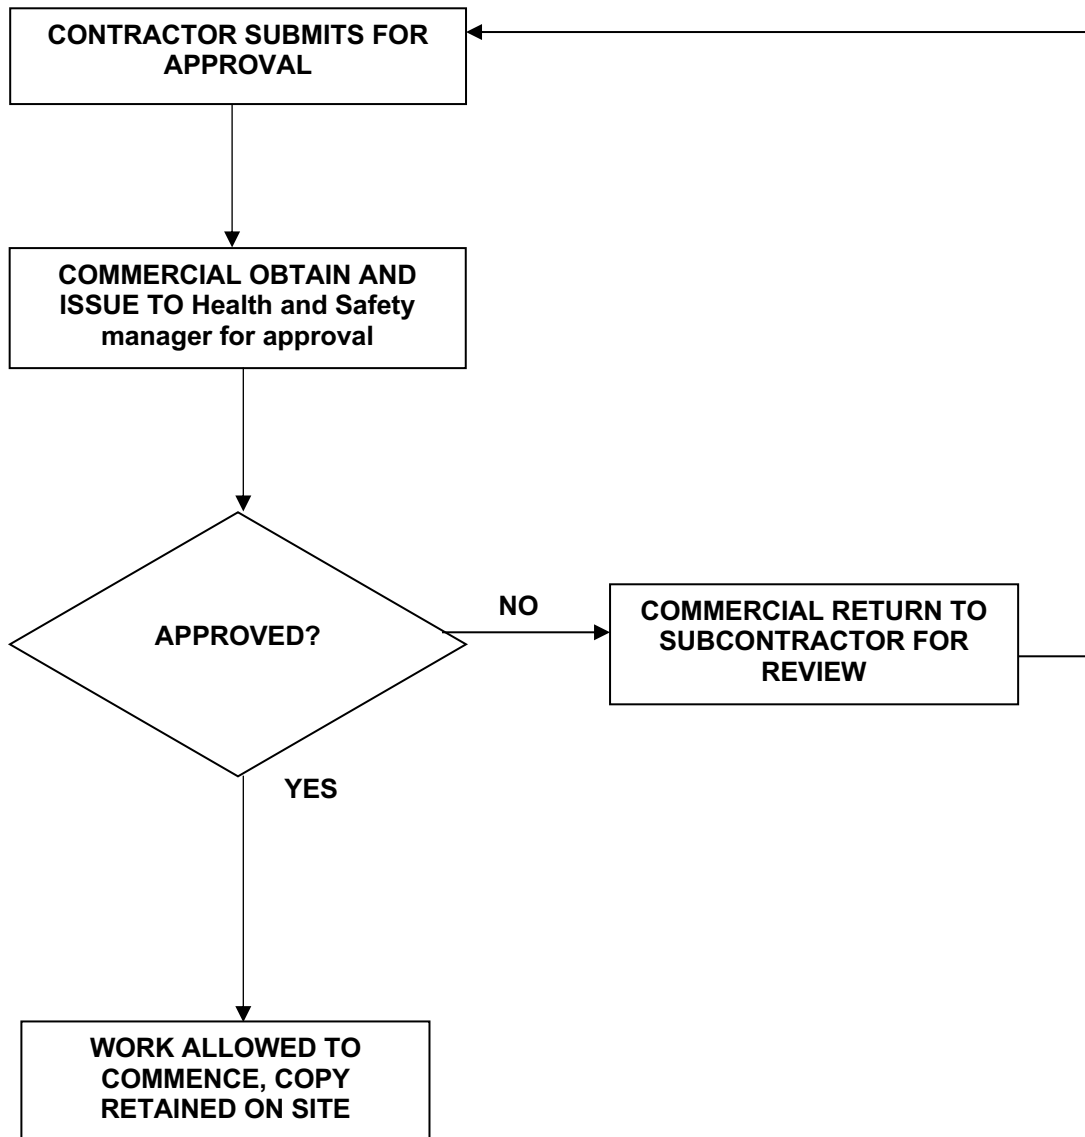 CONTRACTOR SUBMITS FOR
APPROVAL
COMMERCIAL OBTAIN AND
ISSUE TO Health and Safety
manager for approval
APPROVED?
NO
COMMERCIAL RETURN TO
SUBCONTRACTOR FOR
REVIEW
YES
WORK ALLOWED TO
COMMENCE, COPY
RETAINED ON SITE